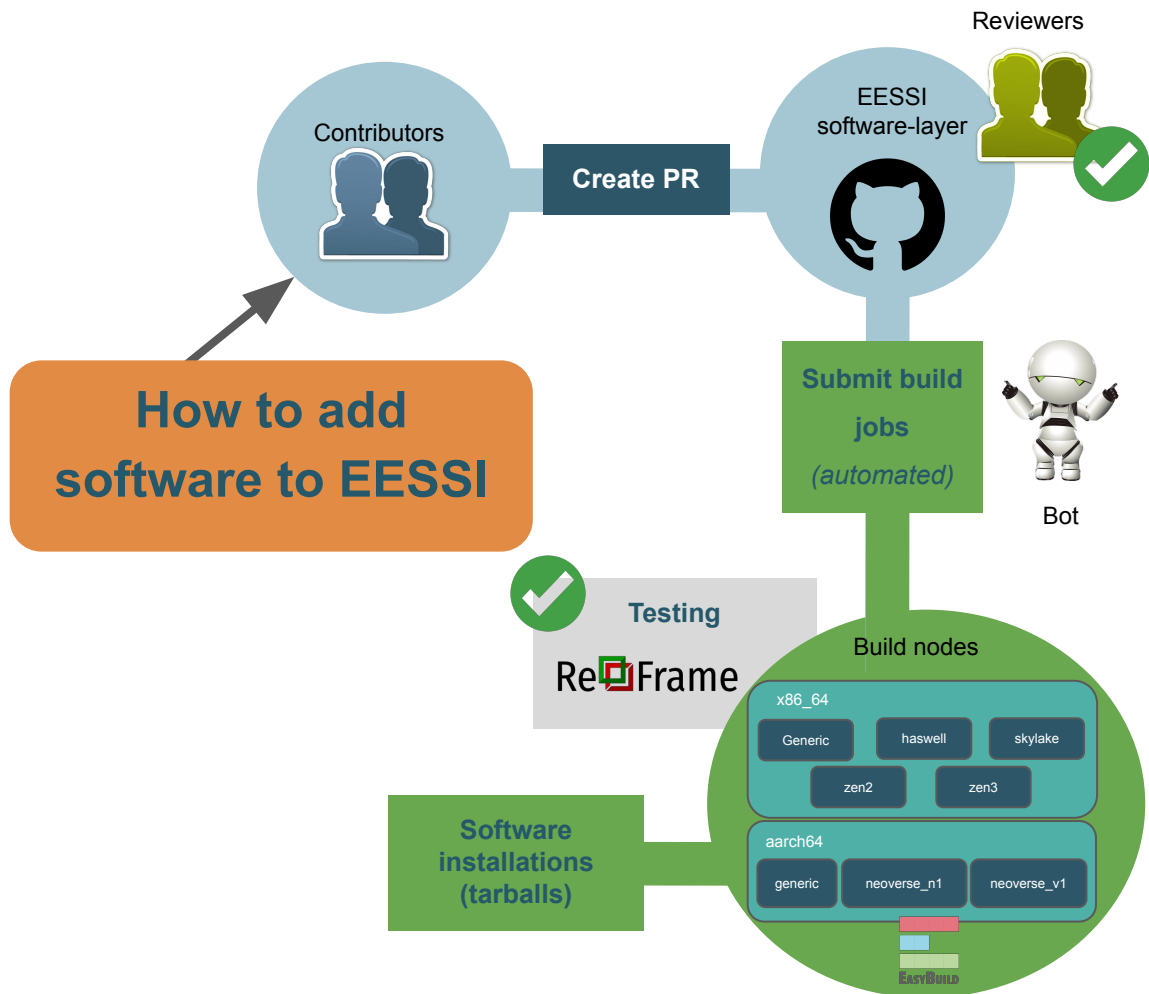 Reviewers
Contributors
EESSI
software-layer
Create PR
How to add
software to EESSI
Submit build
jobs
(automated)
Bot
Testing
ReFrame
Build nodes
x86_64
Generic
haswell
skylake
zen2
zen3
Software
installations
(tarballs)
aarch64
generic
neoverse_n1
neoverse_v1
EASYBUILD